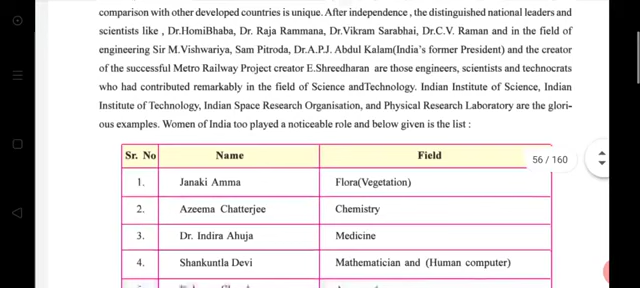 comparison with other developed countries is unique. After independence , the distinguished national leaders and
scientists like , Dr.HomiBhaba, Dr. Raja Rammana, Dr.Vikram Sarabhai, Dr.C.V. Raman and in the field of
engineering Sir M.Vishwariya, Sam Pitroda, Dr.A.P.J. Abdul Kalam(India's former President) and the creator
of the successful Metro Railway Project creator E.Shreedharan are those engineers, scientists and technocrats
who had contributed remarkably in the field of Science andTechnology. Indian Institute of Science, Indian
Institute of Technology, Indian Space Research Organisation, and Physical Research Laboratory are the glori-
ous examples. Women of India too played a noticeable role and below given is the list :
Sr. No Name Field
56 / 160
1. Janaki Amma Flora(Vegetation)
2. Azeema Chatterjee Chemistry
3. Dr. Indira Ahuja Medicine
4. Shankuntla Devi Mathematician and (Human computer)